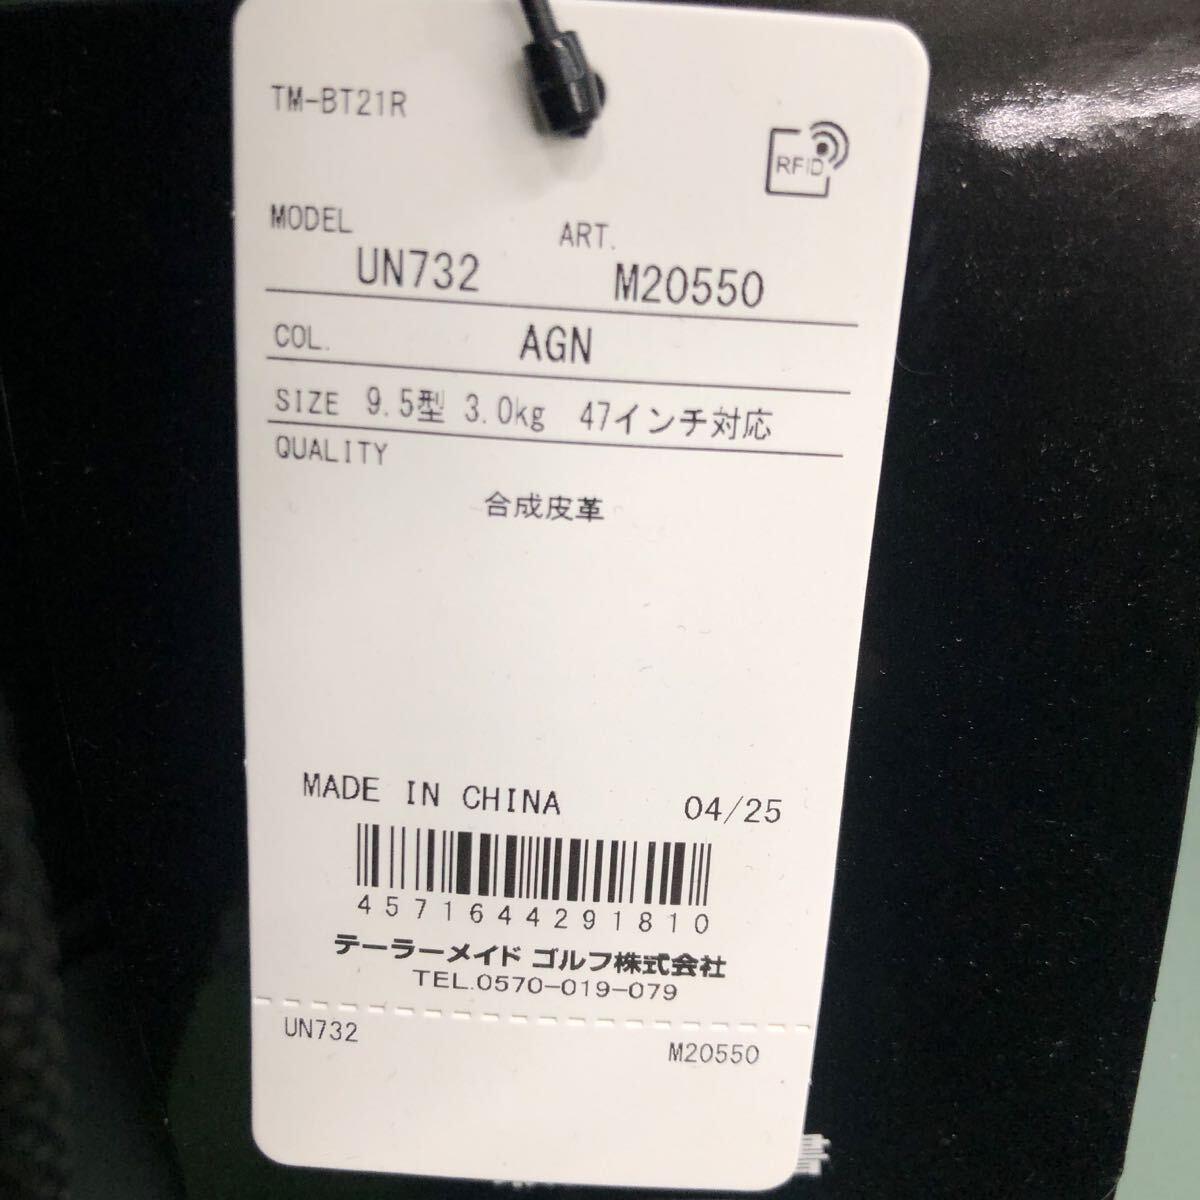 TM-BT21R
RFID
MODEL UN732 ART. M20550
COL. AGN
SIZE 9.5型 3.0kg 47インチ対応
QUALITY
合成皮革
MADE IN CHINA 04/25
4571644291810
テーラーメイド ゴルフ株式会社
TEL.0570-019-079
UN732 M20550